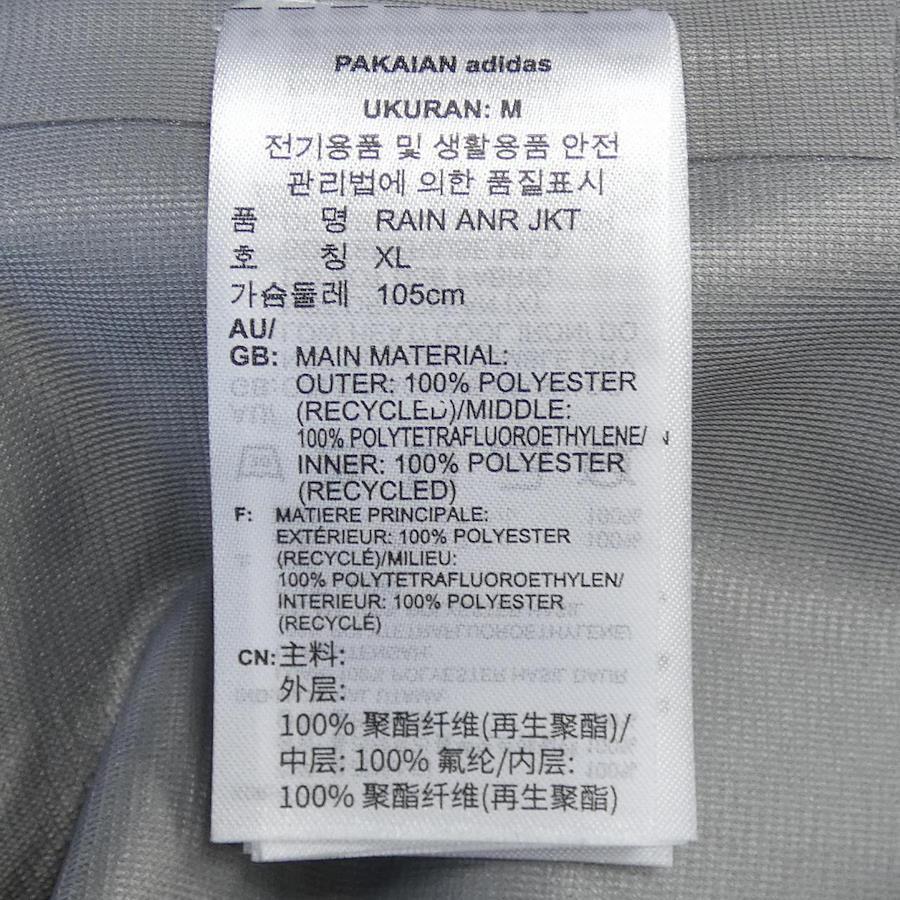 PAKAIAN adidas
UKURAN: M
전기용품 및 생활용품 안전
관리법에 의한 품질표시
품 명 RAIN ANR JKT
호 칭 XL
가슴둘레 105cm
AU/
GB: MAIN MATERIAL:
OUTER: 100% POLYESTER
(RECYCLED)/MIDDLE:
100% POLYTETRAFLUOROETHYLENE/
INNER: 100% POLYESTER
(RECYCLED)
F: MATIERE PRINCIPALE:
EXTÉRIEUR: 100% POLYESTER
(RECYCLÉ)/MILIEU:
100% POLYTETRAFLUOROETHYLEN/
INTERIEUR: 100% POLYESTER
(RECYCLÉ)
CN: 主料:
外层:
100% 聚酯纤维(再生聚酯)/
中层: 100% 氟纶/内层:
100% 聚酯纤维(再生聚酯)